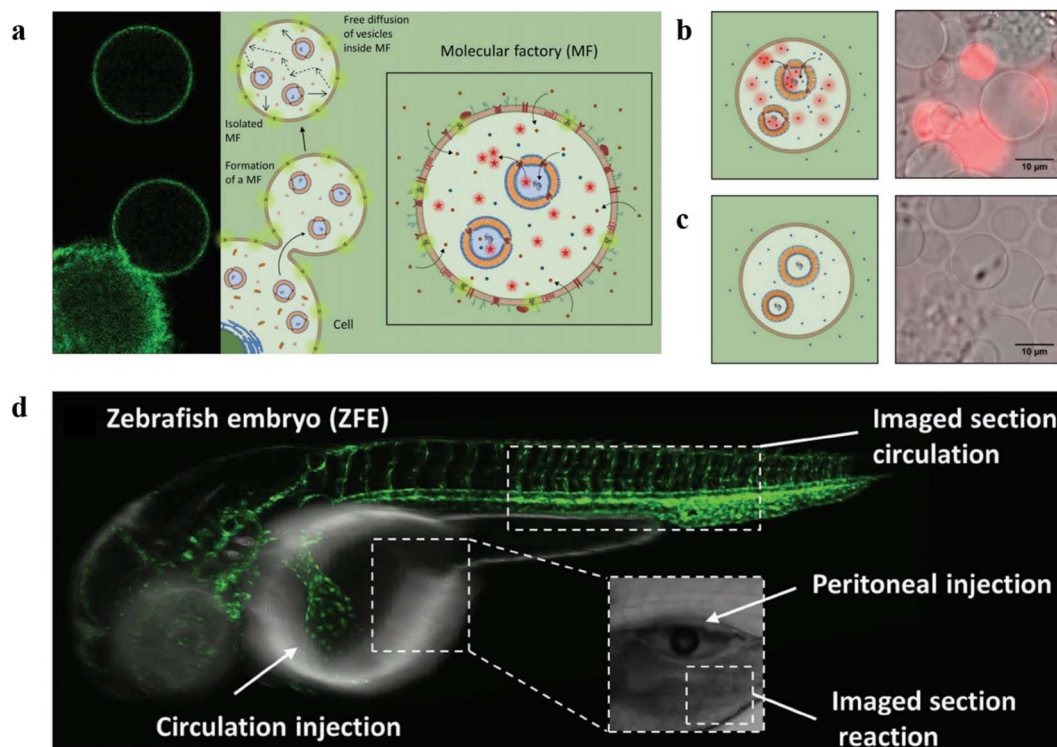 a
Free diffusion
of vesicles
inside MF
Isolated
MF
Formation
of a MF
Cell
Molecular factory (MF)
b
10 μm
c
10 μm
d
Zebrafish embryo (ZFE)
Imaged section
circulation
Peritoneal injection
Circulation injection
Imaged section
reaction